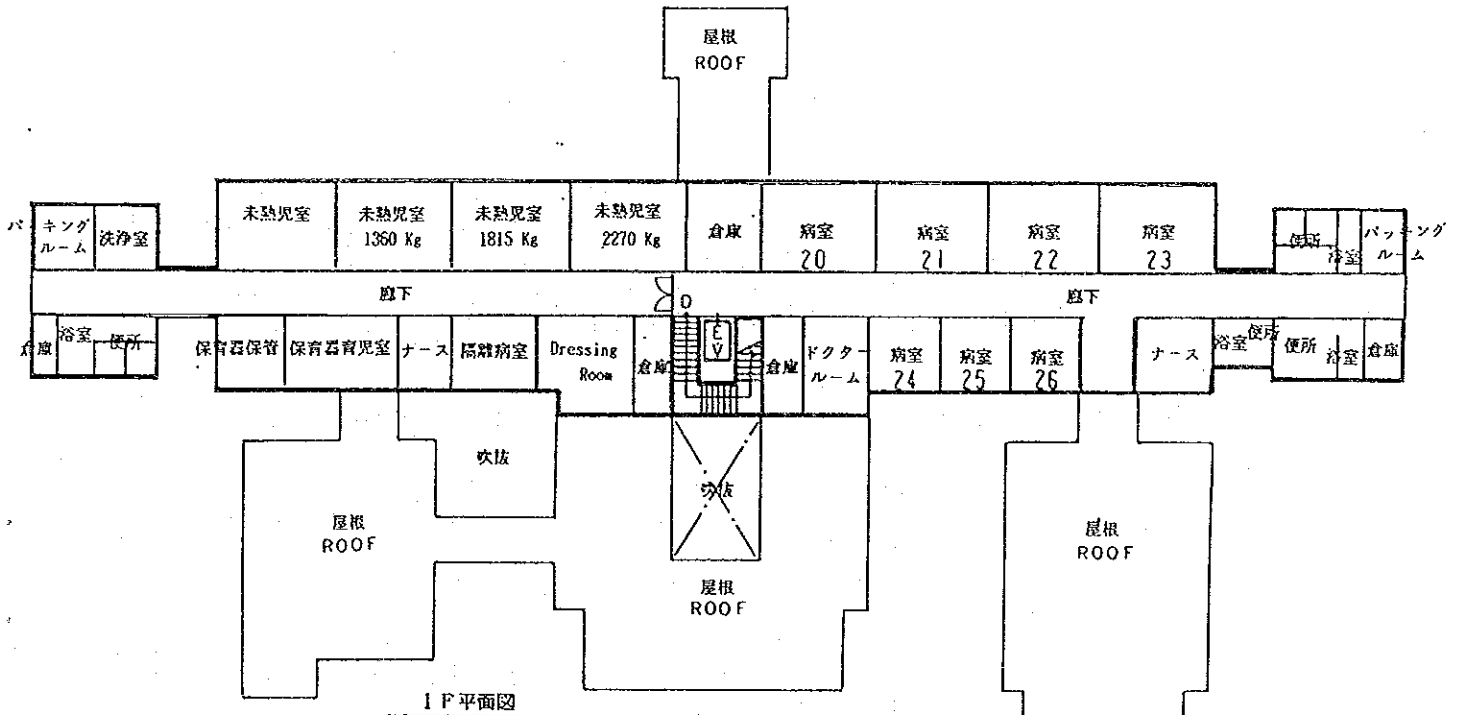 屋根
ROOF
未熟児室
未熟児室
1360 Kg
未熟児室
1815 Kg
未熟児室
2270 Kg
倉庫
病室
20
病室
21
病室
22
病室
23
パッキング
ルーム
洗浄室
便所
浴室
パッキング
ルーム
廊下
D
廊下
倉庫
浴室
便所
保育器保管
保育器育児室
ナース
隔離病室
Dressing
Room
倉庫
EV
倉庫
ドクター
ルーム
病室
24
病室
25
病室
26
ナース
浴室
便所
便所
浴室
倉庫
吹抜
吹抜
屋根
ROOF
屋根
ROOF
屋根
ROOF
1F平面図